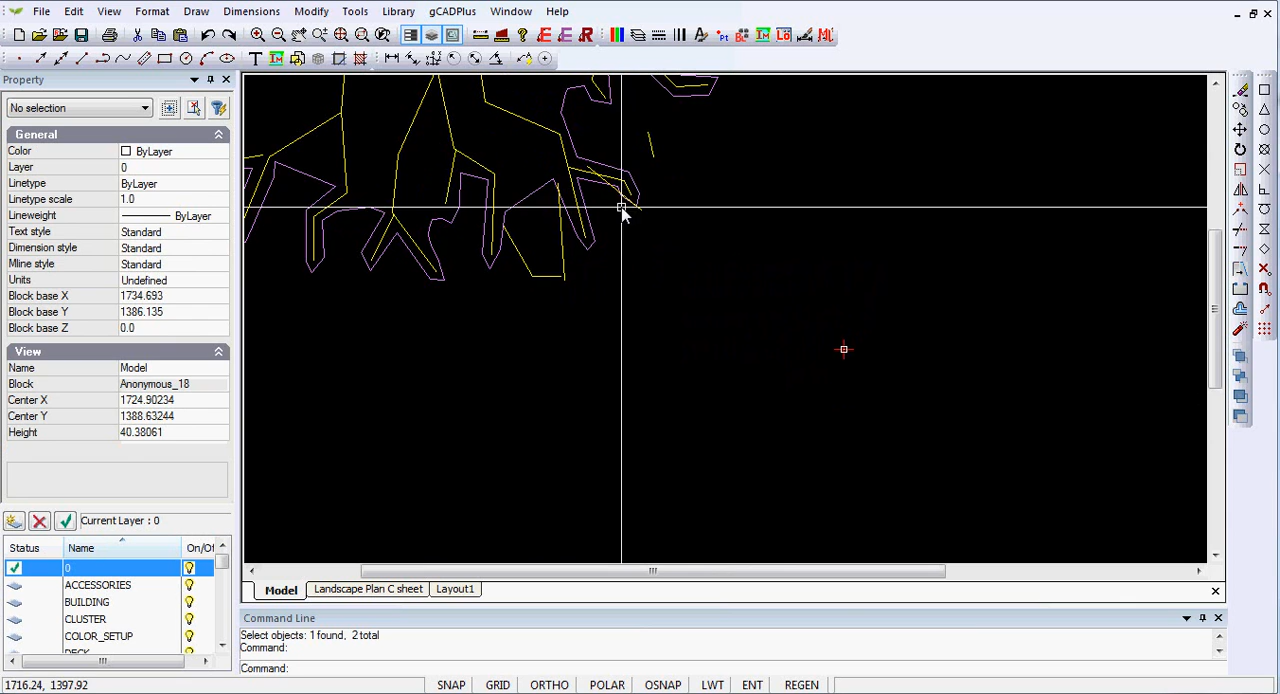 File Edit View Format Draw Dimensions Modify Tools Library gCADPlus Window Help
Property
No selection
General
Color ByLayer
Layer 0
Linetype ByLayer
Linetype scale 1.0
Lineweight ByLayer
Text style Standard
Dimension style Standard
Mline style Standard
Units Undefined
Block base X 1734.693
Block base Y 1386.135
Block base Z 0.0
View
Name Model
Block Anonymous_18
Center X 1724.90234
Center Y 1388.63244
Height 40.38061
Current Layer : 0
Status Name On/Of
0
ACCESSORIES
BUILDING
CLUSTER
COLOR_SETUP
DECK
Model Landscape Plan C sheet Layout1
Command Line
Select objects: 1 found, 2 total
Command:
Command:
1716.24, 1397.92 SNAP GRID ORTHO POLAR OSNAP LWT ENT REGEN